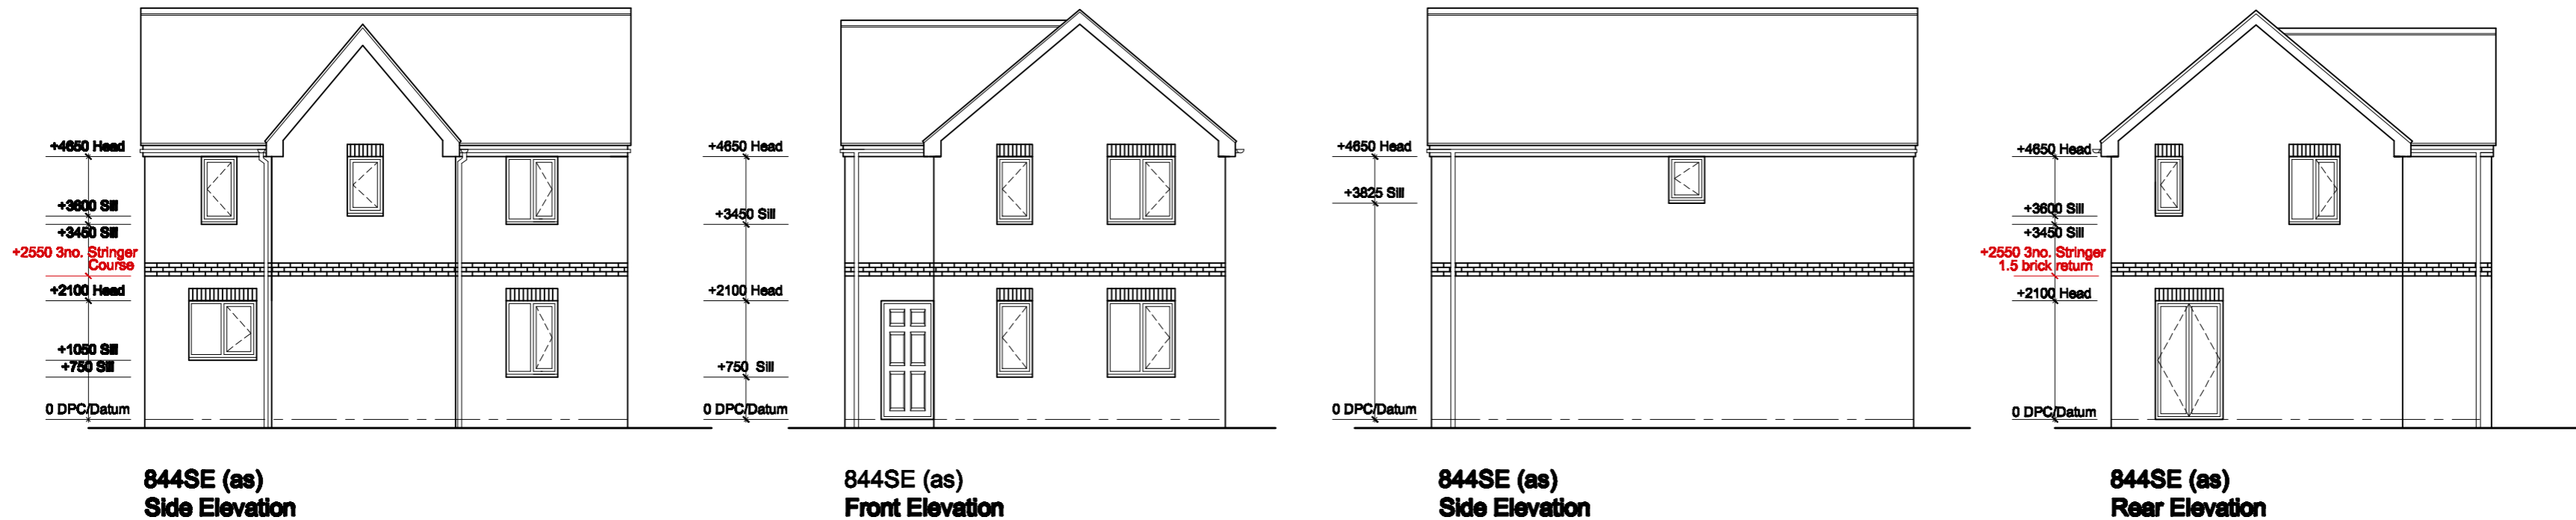 +4650 Head
+3600 Sill
+3450 Sill
+2550 3no. Stringer
Course
+2100 Head
+1050 Sill
+750 Sill
0 DPC/Datum
844SE (as)
Side Elevation
+4650 Head
+3450 Sill
+2100 Head
+750 Sill
0 DPC/Datum
844SE (as)
Front Elevation
+4650 Head
+3825 Sill
0 DPC/Datum
844SE (as)
Side Elevation
+4650 Head
+3600 Sill
+3450 Sill
+2550 3no. Stringer
1.5 brick return
+2100 Head
0 DPC/Datum
844SE (as)
Rear Elevation